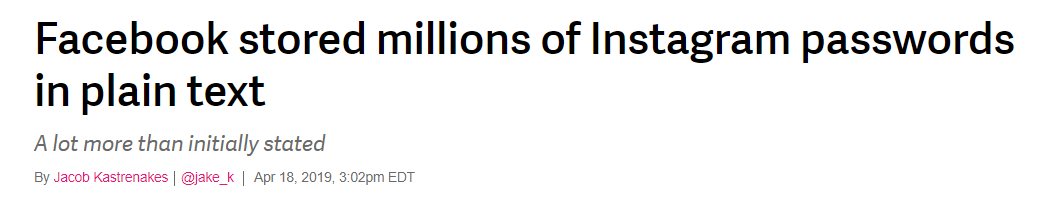 Facebook stored millions of Instagram passwords
in plain text
A lot more than initially stated
By Jacob Kastrenakes | @jake_k | Apr 18, 2019, 3:02pm EDT